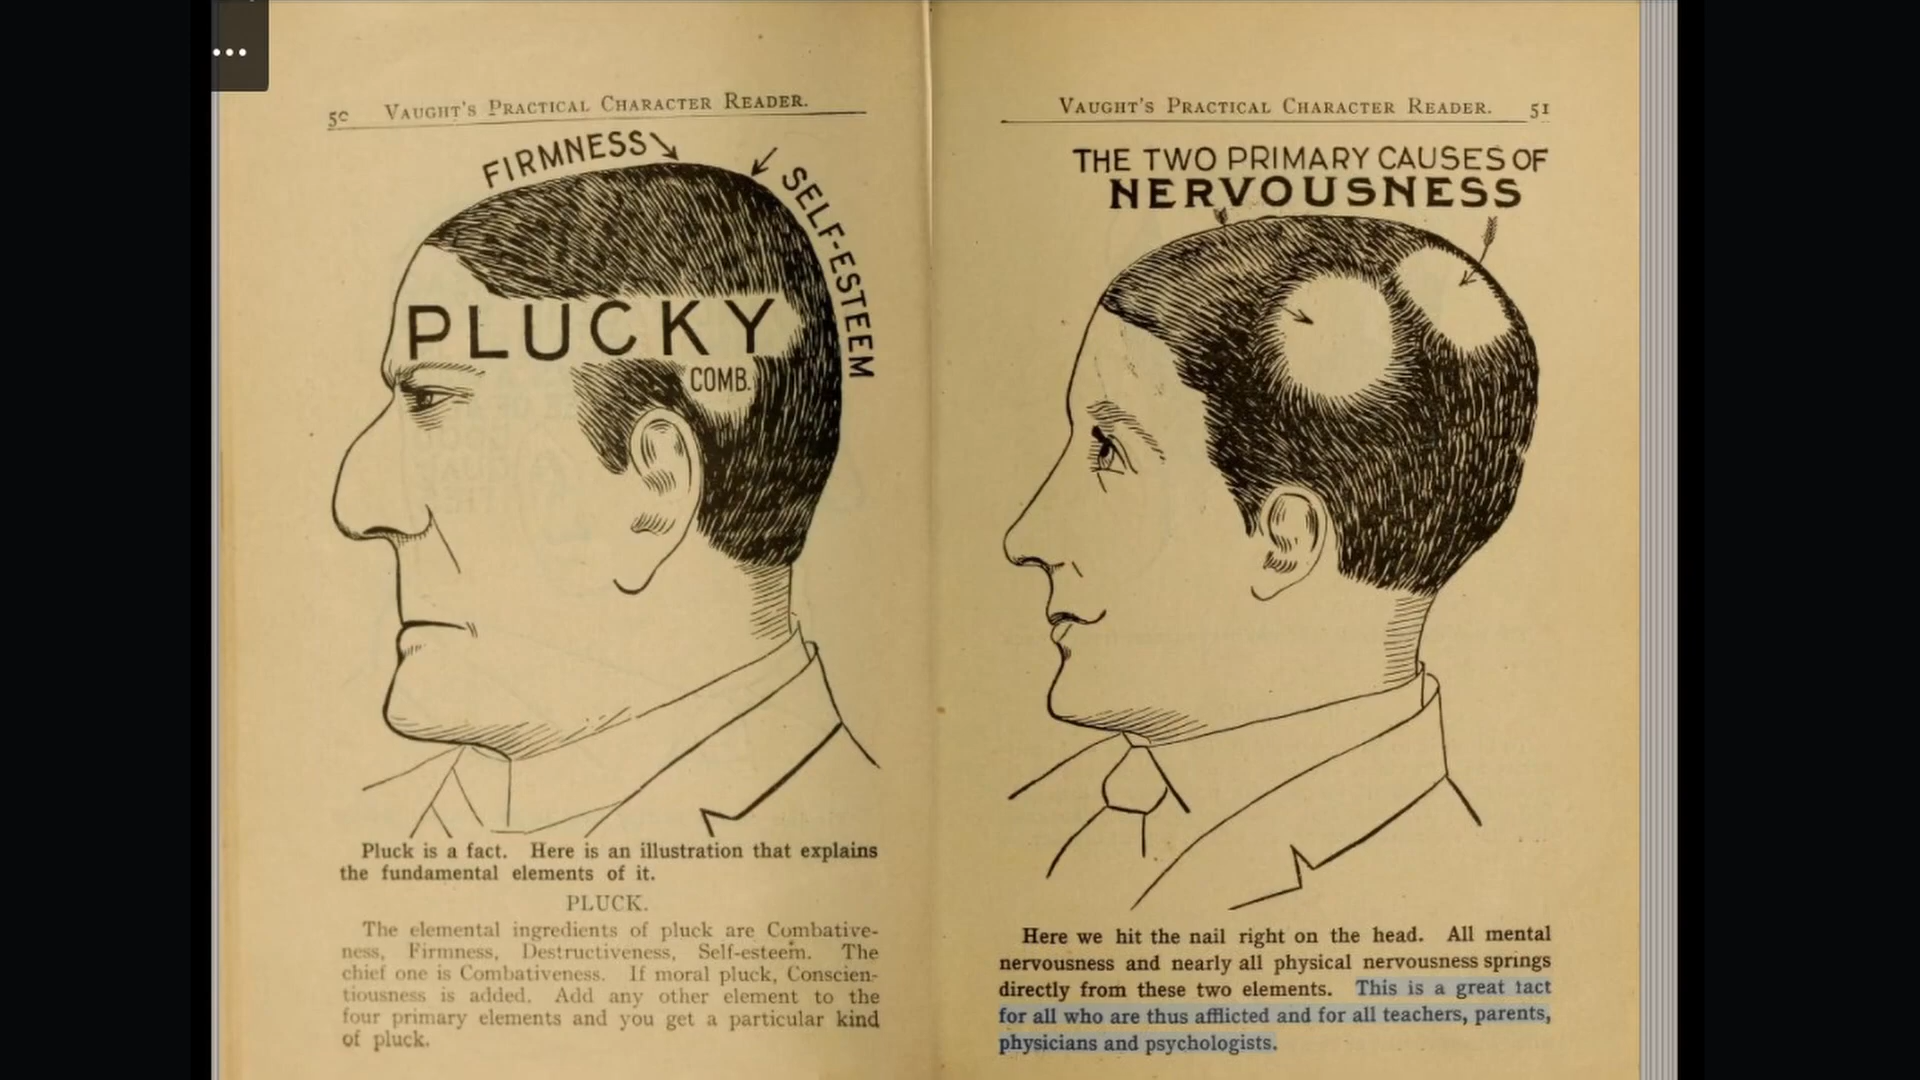 ...
50 VAUGHT'S PRACTICAL CHARACTER READER.
FIRMNESS
SELF-ESTEEM
PLUCKY
COMB.
Pluck is a fact. Here is an illustration that explains
the fundamental elements of it.
PLUCK.
The elemental ingredients of pluck are Combative-
ness, Firmness, Destructiveness, Self-esteem. The
chief one is Combativeness. If moral pluck, Conscien-
tiousness is added. Add any other element to the
four primary elements and you get a particular kind
of pluck.
VAUGHT'S PRACTICAL CHARACTER READER. 51
THE TWO PRIMARY CAUSES OF
NERVOUSNESS
Here we hit the nail right on the head. All mental
nervousness and nearly all physical nervousness springs
directly from these two elements. This is a great fact
for all who are thus afflicted and for all teachers, parents,
physicians and psychologists.